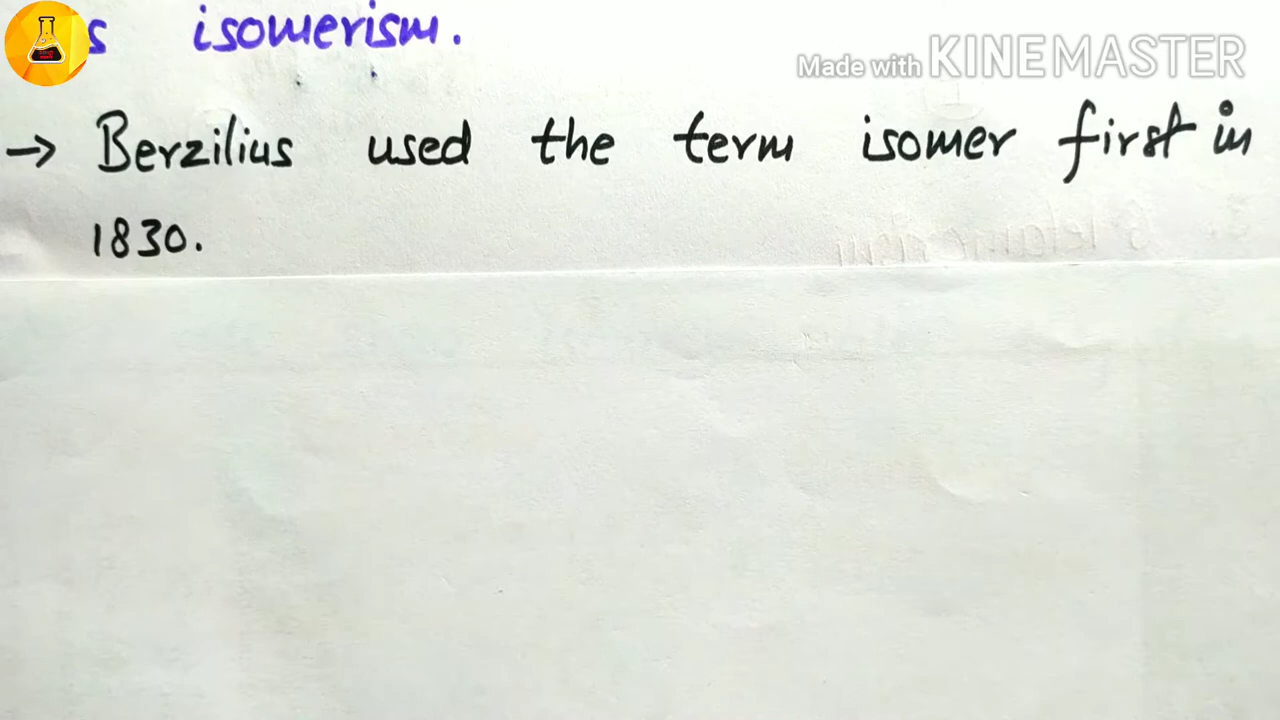 s isomerism.
Made with KINEMASTER
→ Berzilius used the term isomer first in
1830.